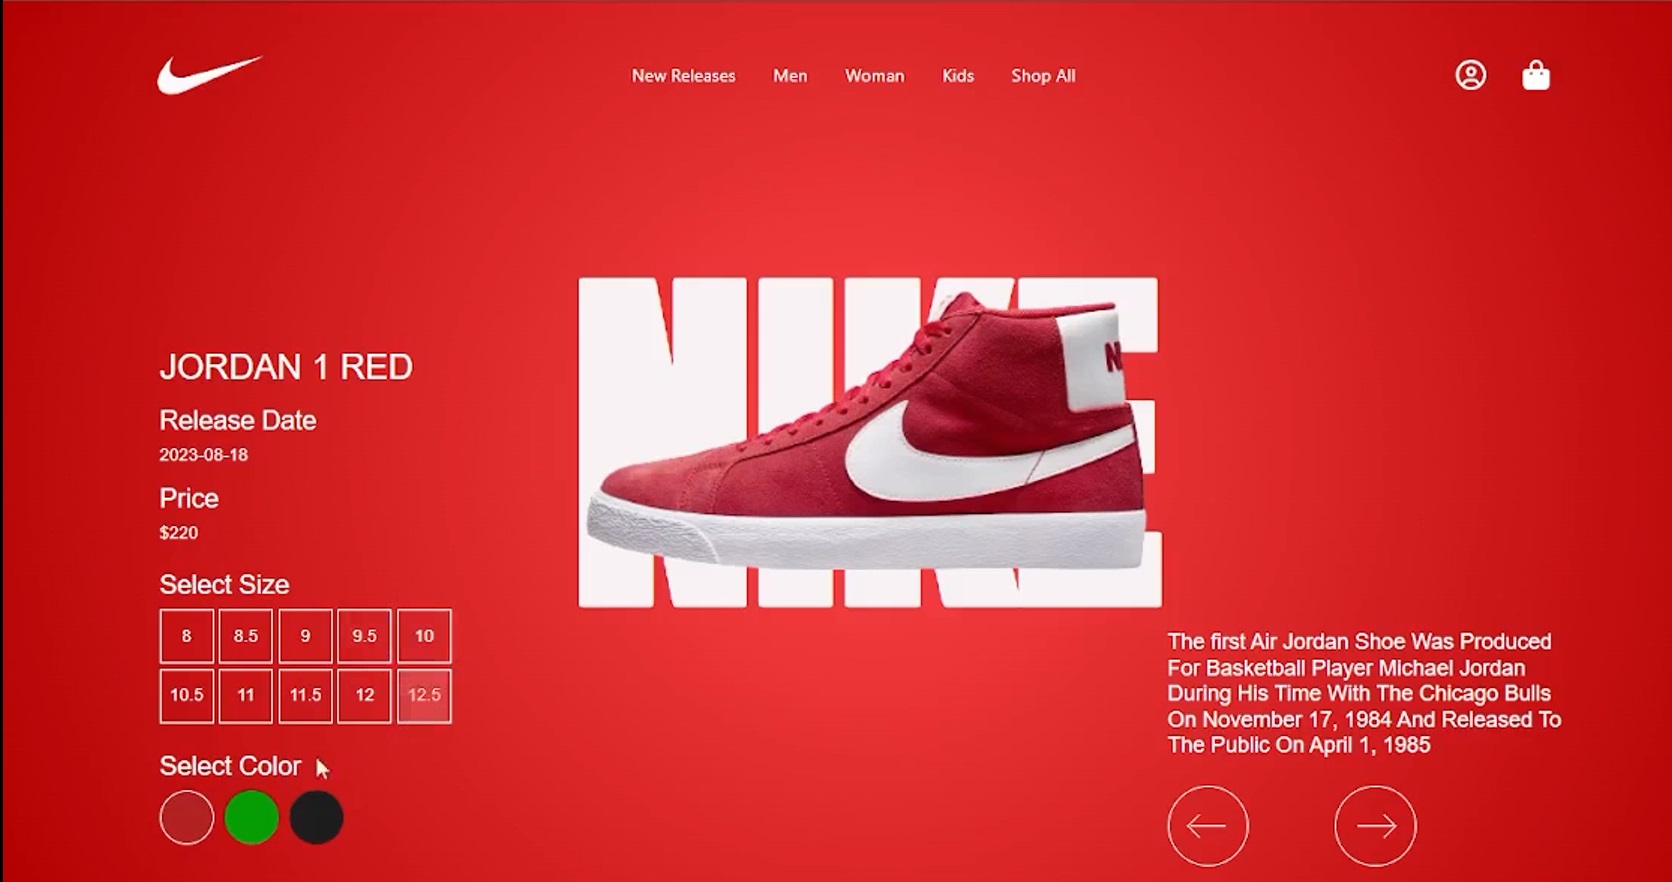 New Releases Men Woman Kids Shop All
NIKE
JORDAN 1 RED
Release Date
2023-08-18
Price
$220
Select Size
8 8.5 9 9.5 10
10.5 11 11.5 12 12.5
Select Color
The first Air Jordan Shoe Was Produced
For Basketball Player Michael Jordan
During His Time With The Chicago Bulls
On November 17, 1984 And Released To
The Public On April 1, 1985